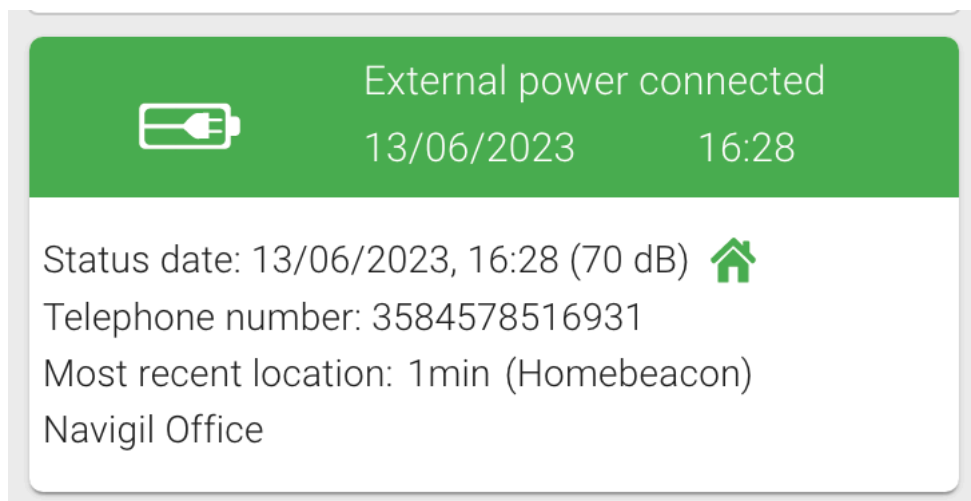 External power connected
13/06/2023 16:28
Status date: 13/06/2023, 16:28 (70 dB)
Telephone number: 3584578516931
Most recent location: 1min (Homebeacon)
Navigil Office